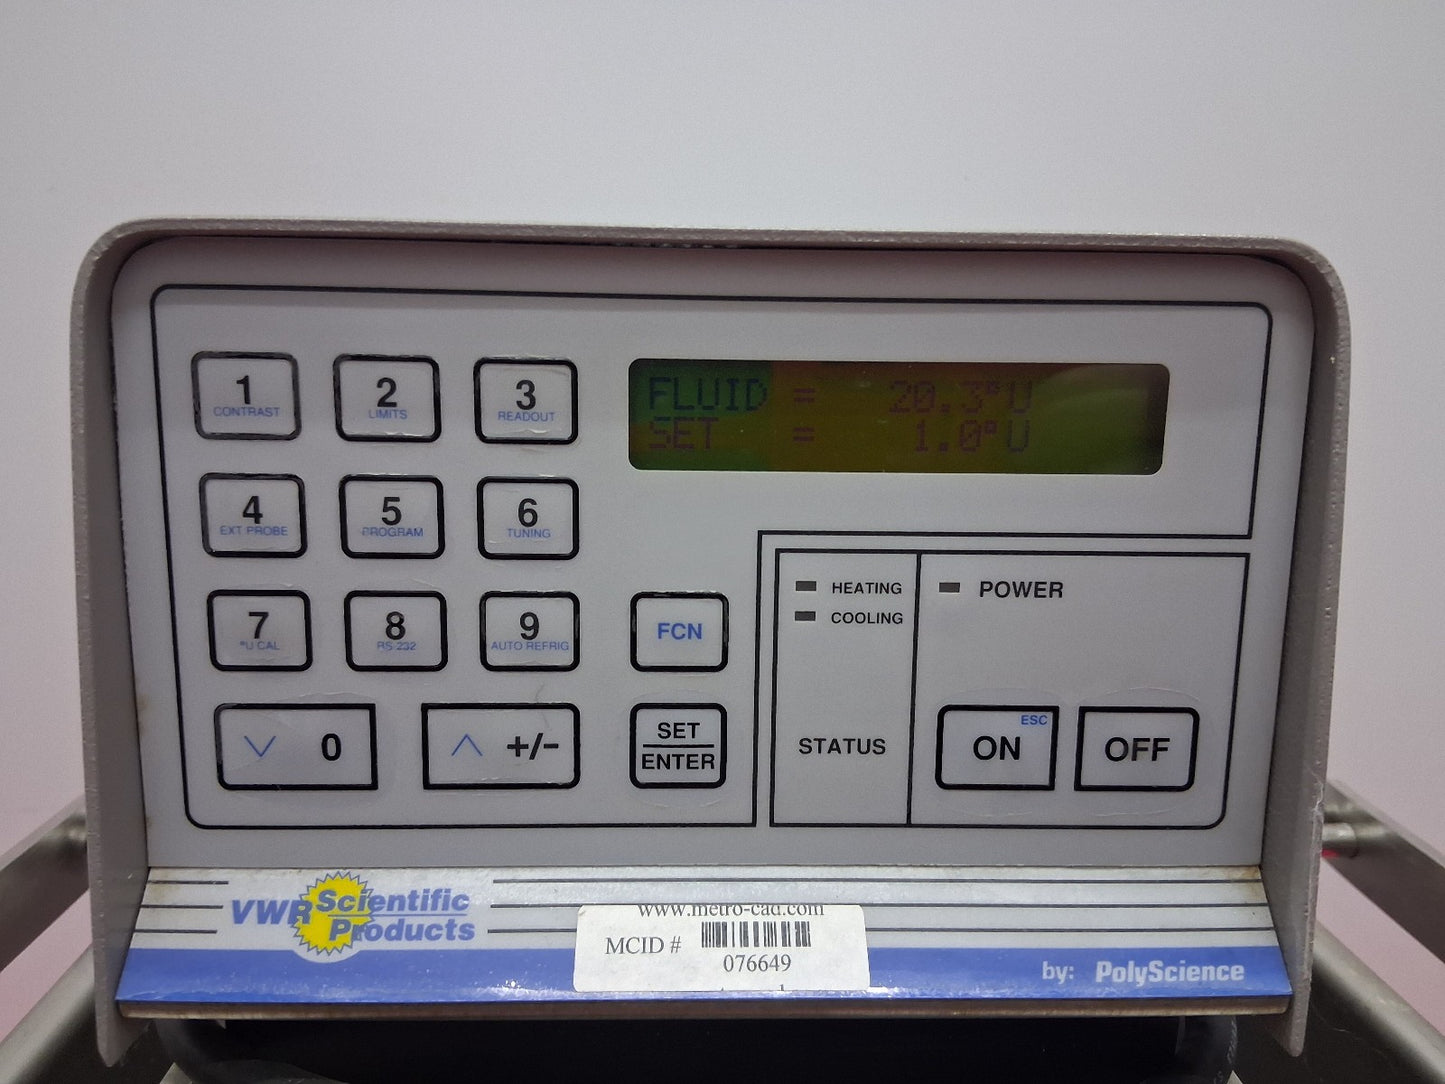 FLUID = 20.3°U
SET = 1.0°U
1
CONTRAST
2
LIMITS
3
READOUT
4
EXT PROBE
5
PROGRAM
6
TUNING
7
°U CAL
8
RS 232
9
AUTO REFRIG
FCN
0
+/-
SET
ENTER
HEATING
COOLING
STATUS
POWER
ESC
ON
OFF
VWR Scientific
Products
www.metro-cad.com
MCID #
076649
by: PolyScience